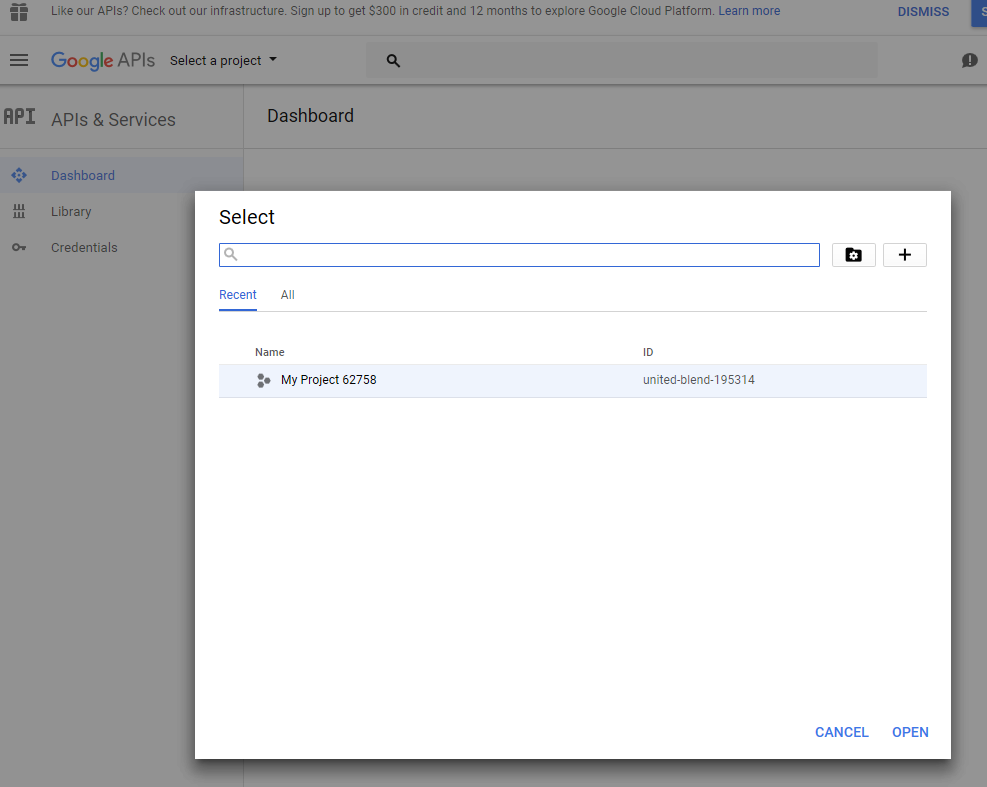 Like our APIs? Check out our infrastructure. Sign up to get $300 in credit and 12 months to explore Google Cloud Platform. Learn more DISMISS S
Google APIs Select a project
API APIs & Services Dashboard
Dashboard
Library
Credentials
Select
Recent All
Name ID
My Project 62758 united-blend-195314
CANCEL OPEN